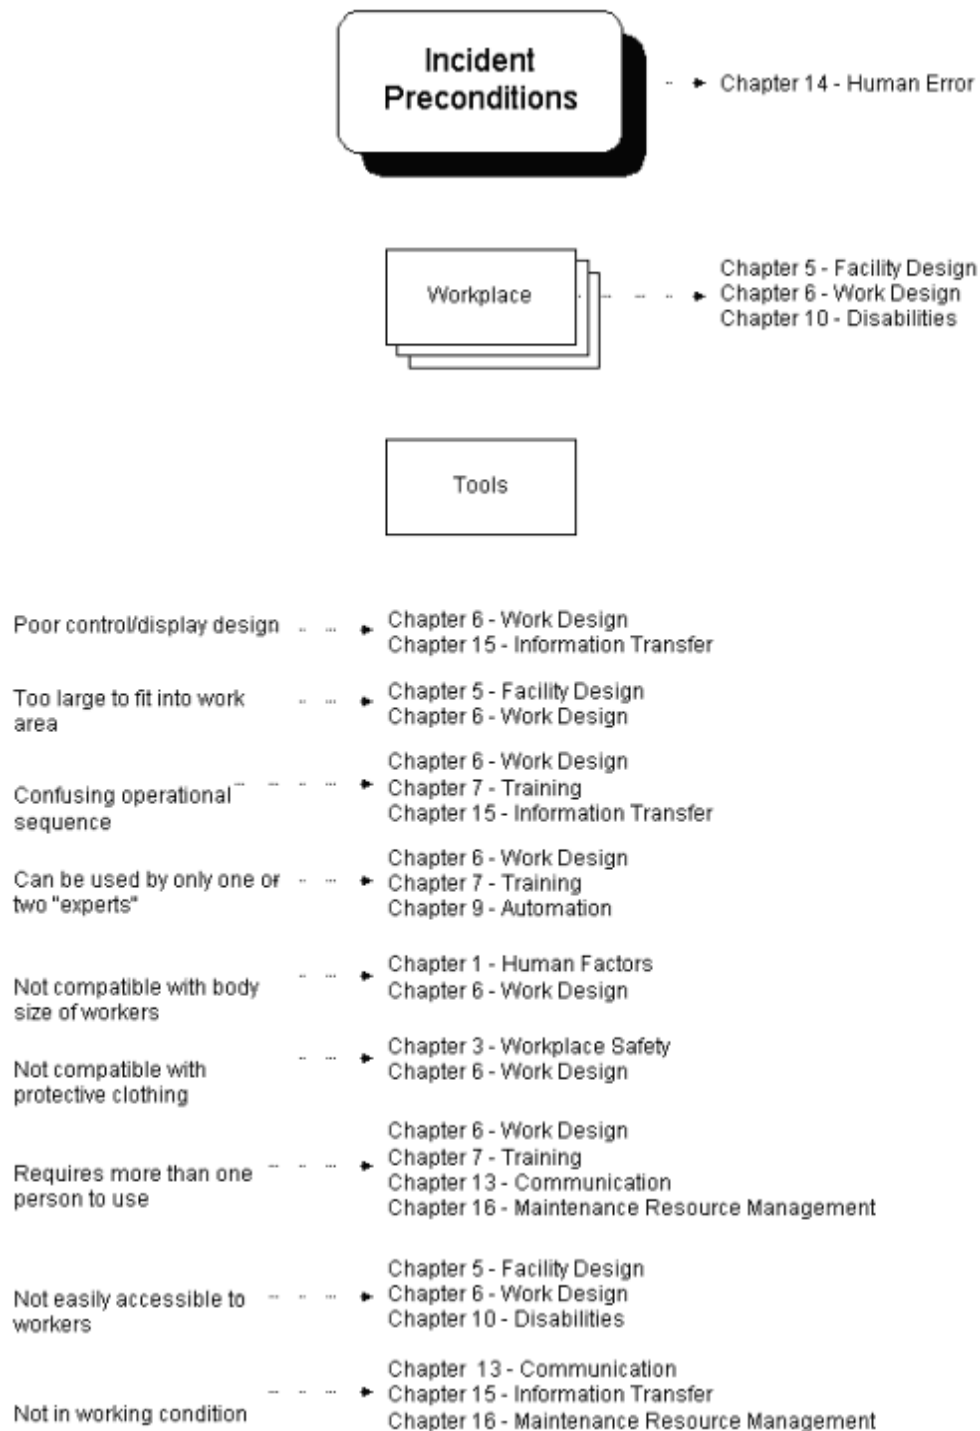 Incident
Preconditions
Chapter 14 - Human Error
Workplace
Chapter 5 - Facility Design
Chapter 6 - Work Design
Chapter 10 - Disabilities
Tools
Poor control/display design
Chapter 6 - Work Design
Chapter 15 - Information Transfer
Too large to fit into work
area
Chapter 5 - Facility Design
Chapter 6 - Work Design
Confusing operational
sequence
Chapter 6 - Work Design
Chapter 7 - Training
Chapter 15 - Information Transfer
Can be used by only one or
two "experts"
Chapter 6 - Work Design
Chapter 7 - Training
Chapter 9 - Automation
Not compatible with body
size of workers
Chapter 1 - Human Factors
Chapter 6 - Work Design
Not compatible with
protective clothing
Chapter 3 - Workplace Safety
Chapter 6 - Work Design
Requires more than one
person to use
Chapter 6 - Work Design
Chapter 7 - Training
Chapter 13 - Communication
Chapter 16 - Maintenance Resource Management
Not easily accessible to
workers
Chapter 5 - Facility Design
Chapter 6 - Work Design
Chapter 10 - Disabilities
Not in working condition
Chapter 13 - Communication
Chapter 15 - Information Transfer
Chapter 16 - Maintenance Resource Management